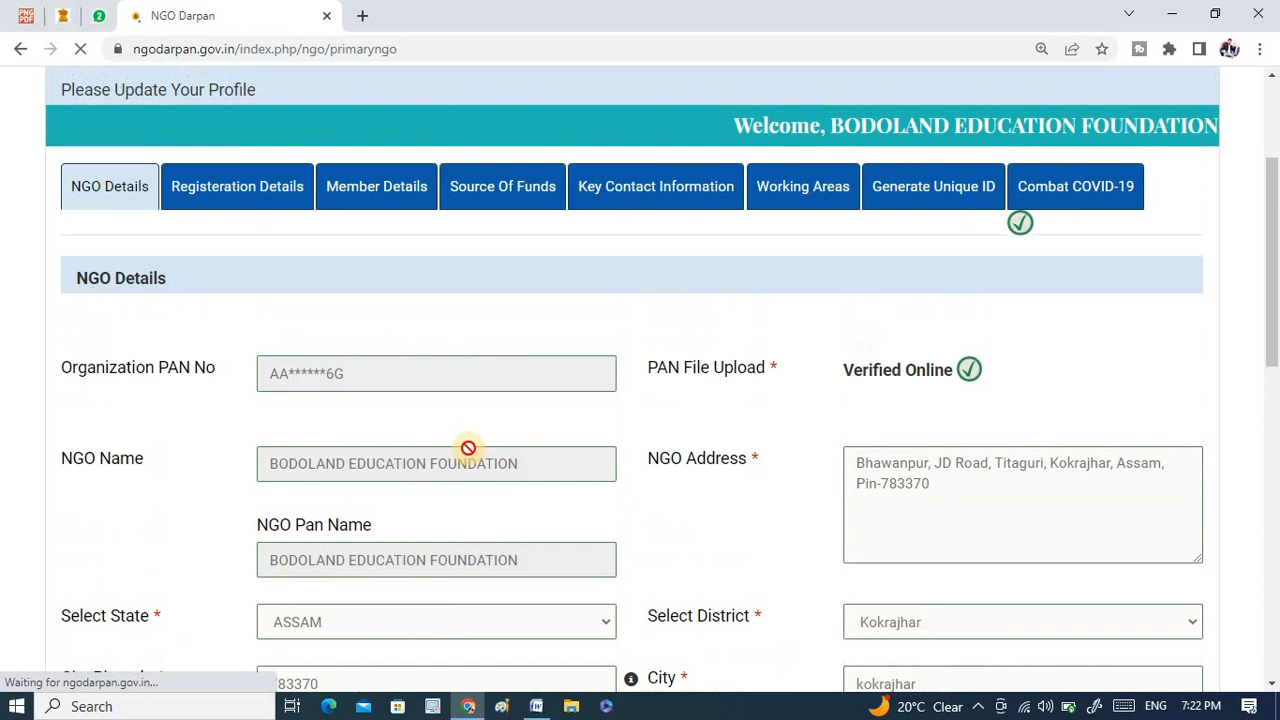 PNG
PDF
2
NGO Darpan
ngodarpan.gov.in/index.php/ngo/primaryngo
Please Update Your Profile
Welcome, BODOLAND EDUCATION FOUNDATION
NGO Details
Registeration Details
Member Details
Source Of Funds
Key Contact Information
Working Areas
Generate Unique ID
Combat COVID-19
NGO Details
Organization PAN No
AA******6G
PAN File Upload *
Verified Online
NGO Name
BODOLAND EDUCATION FOUNDATION
NGO Address *
Bhawanpur, JD Road, Titaguri, Kokrajhar, Assam,
Pin-783370
NGO Pan Name
BODOLAND EDUCATION FOUNDATION
Select State *
ASSAM
Select District *
Kokrajhar
783370
City *
kokrajhar
Waiting for ngodarpan.gov.in...
Search
20°C Clear
ENG
7:22 PM